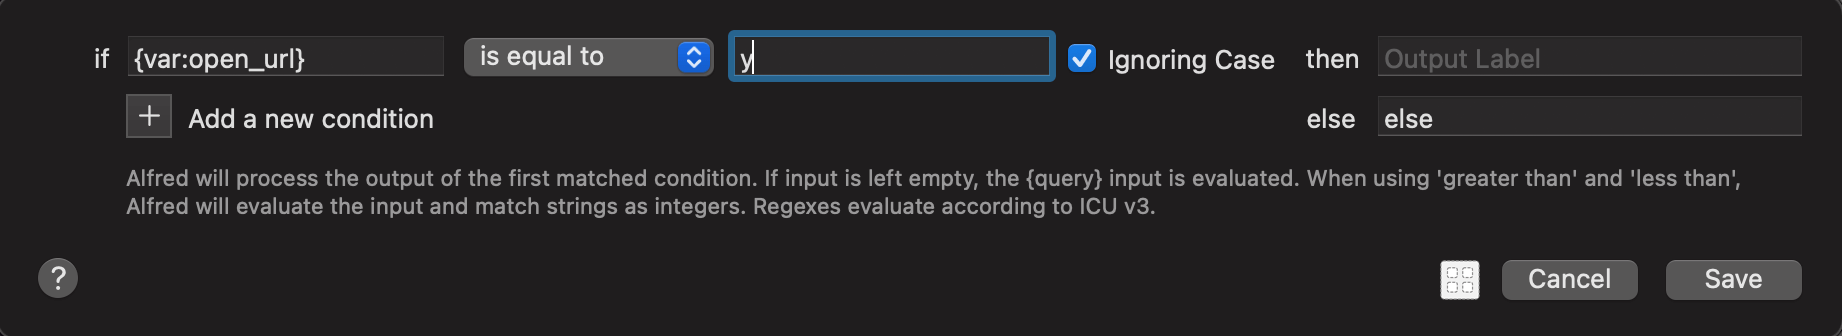 if {var:open_url} is equal to y Ignoring Case then Output Label
+ Add a new condition else else
Alfred will process the output of the first matched condition. If input is left empty, the {query} input is evaluated. When using 'greater than' and 'less than',
Alfred will evaluate the input and match strings as integers. Regexes evaluate according to ICU v3.
? Cancel Save